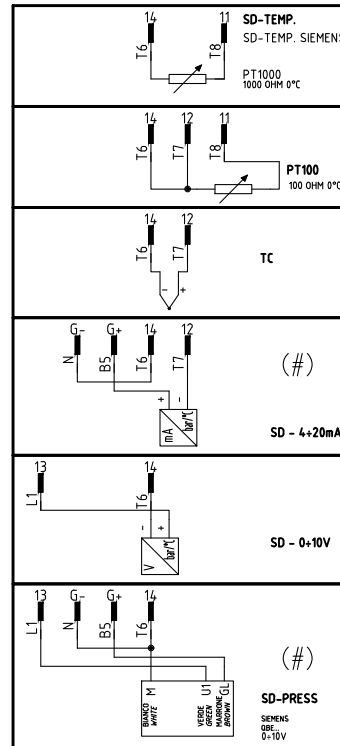 14 11 SD-TEMP.
SD-TEMP. SIEMENS
T6 T8
PT1000
1000 OHM 0°C
14 12 11
T6 T7 T8
PT100
100 OHM 0°C
14 12
T6 T7
TC
- +
G- G+ 14 12
N B5 T6 T7
(#)
+ -
mA bar/°C
SD - 4÷20mA
13 14
L1 T6
- +
V bar/°C
SD - 0÷10V
13 G- G+ 14
L1 N B5 T6
(#)
M U1 GL
BIANCO VERDE MARRONE
WHITE GREEN BROWN
SD-PRESS
SIEMENS
QBE..
0÷10V